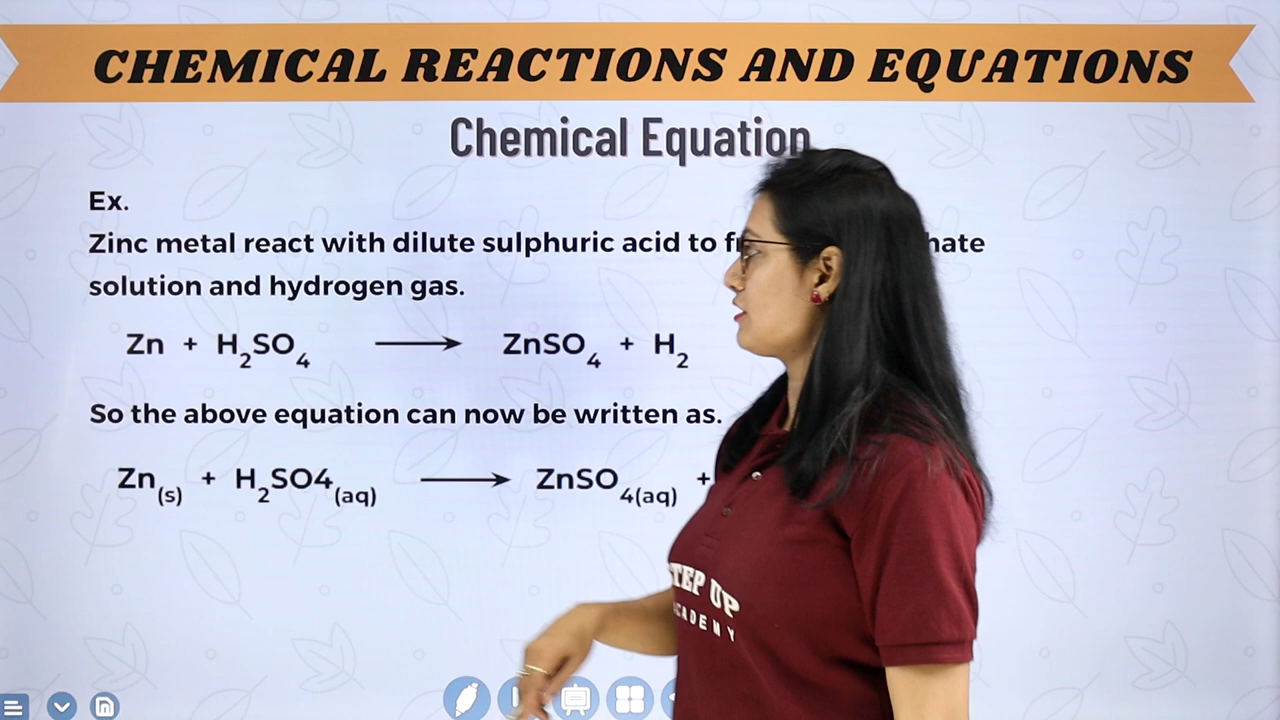 CHEMICAL REACTIONS AND EQUATIONS
Chemical Equation
Ex.
Zinc metal react with dilute sulphuric acid to
solution and hydrogen gas.
Zn + H₂SO₄ ⟶ ZnSO₄ + H₂
So the above equation can now be written as.
Zn(s) + H₂SO4(aq) ⟶ ZnSO4(aq) +
STEP UP
ACADEMY